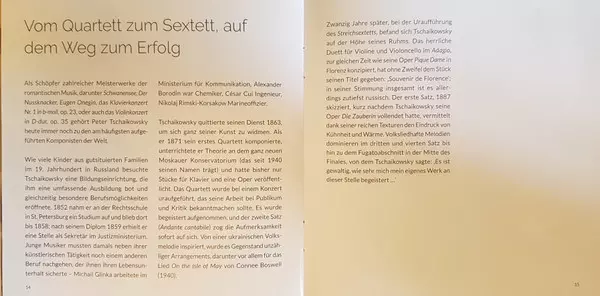 Vom Quartett zum Sextett, auf
dem Weg zum Erfolg
Als Schöpfer zahlreicher Meisterwerke der
romantischen Musik, darunter Schwanensee, Der
Nussknacker, Eugen Onegin, das Klavierkonzert
Nr. 1 in b-moll, op. 23, oder auch das Violinkonzert
in D-dur, op. 35 gehört Peter Tschaikowsky
heute immer noch zu den am häufigsten aufge-
führten Komponisten der Welt.
Wie viele Kinder aus gutsituierten Familien
im 19. Jahrhundert in Russland besuchte
Tschaikowsky eine Bildungseinrichtung, die
ihm eine umfassende Ausbildung bot und
gleichzeitig besondere Berufsmöglichkeiten
eröffnete. 1852 nahm er an der Rechtsschule
in St. Petersburg ein Studium auf und blieb dort
bis 1858; nach seinem Diplom 1859 erhielt er
eine Stelle als Sekretär im Justizministerium.
Junge Musiker mussten damals neben ihrer
künstlerischen Tätigkeit noch einem anderen
Beruf nachgehen, der ihnen ihren Lebensun-
terhalt sicherte – Michail Glinka arbeitete im
Ministerium für Kommunikation, Alexander
Borodin war Chemiker, César Cui Ingenieur,
Nikolaj Rimski-Korsakow Marineoffizier.
Tschaikowsky quittierte seinen Dienst 1863,
um sich ganz seiner Kunst zu widmen. Als
er 1871 sein erstes Quartett komponierte,
unterrichtete er Theorie an dem ganz neuen
Moskauer Konservatorium (das seit 1940
seinen Namen trägt) und hatte bisher nur
Stücke für Klavier und eine Oper veröffent-
licht. Das Quartett wurde bei einem Konzert
uraufgeführt, das seine Arbeit bei Publikum
und Kritik bekanntmachen sollte. Es wurde
begeistert aufgenommen, und der zweite Satz
(Andante cantabile) zog die Aufmerksamkeit
sofort auf sich. Von einer ukrainischen Volks-
melodie inspiriert, wurde es Gegenstand unzäh-
liger Arrangements, darunter vor allem für das
Lied On the Isle of May von Connee Boswell
(1940).
14
Zwanzig Jahre später, bei der Uraufführung
des Streichsextetts, befand sich Tschaikowsky
auf der Höhe seines Ruhms. Das herrliche
Duett für Violine und Violoncello im Adagio,
zur gleichen Zeit wie seine Oper Pique Dame in
Florenz konzipiert, hat ohne Zweifel dem Stück
seinen Titel gegeben: ‚Souvenir de Florence‘;
in seiner Stimmung insgesamt ist es aller-
dings zutiefst russisch. Der erste Satz, 1887
skizziert, kurz nachdem Tschaikowsky seine
Oper Die Zauberin vollendet hatte, vermittelt
dank seiner reichen Texturen den Eindruck von
Kühnheit und Wärme. Volksliedhafte Melodien
dominieren im dritten und vierten Satz bis
hin zu dem Fugatoabschnitt in der Mitte des
Finales, von dem Tschaikowsky sagte: ‚Es ist
gewaltig, wie sehr mich mein eigenes Werk an
dieser Stelle begeistert ...‘